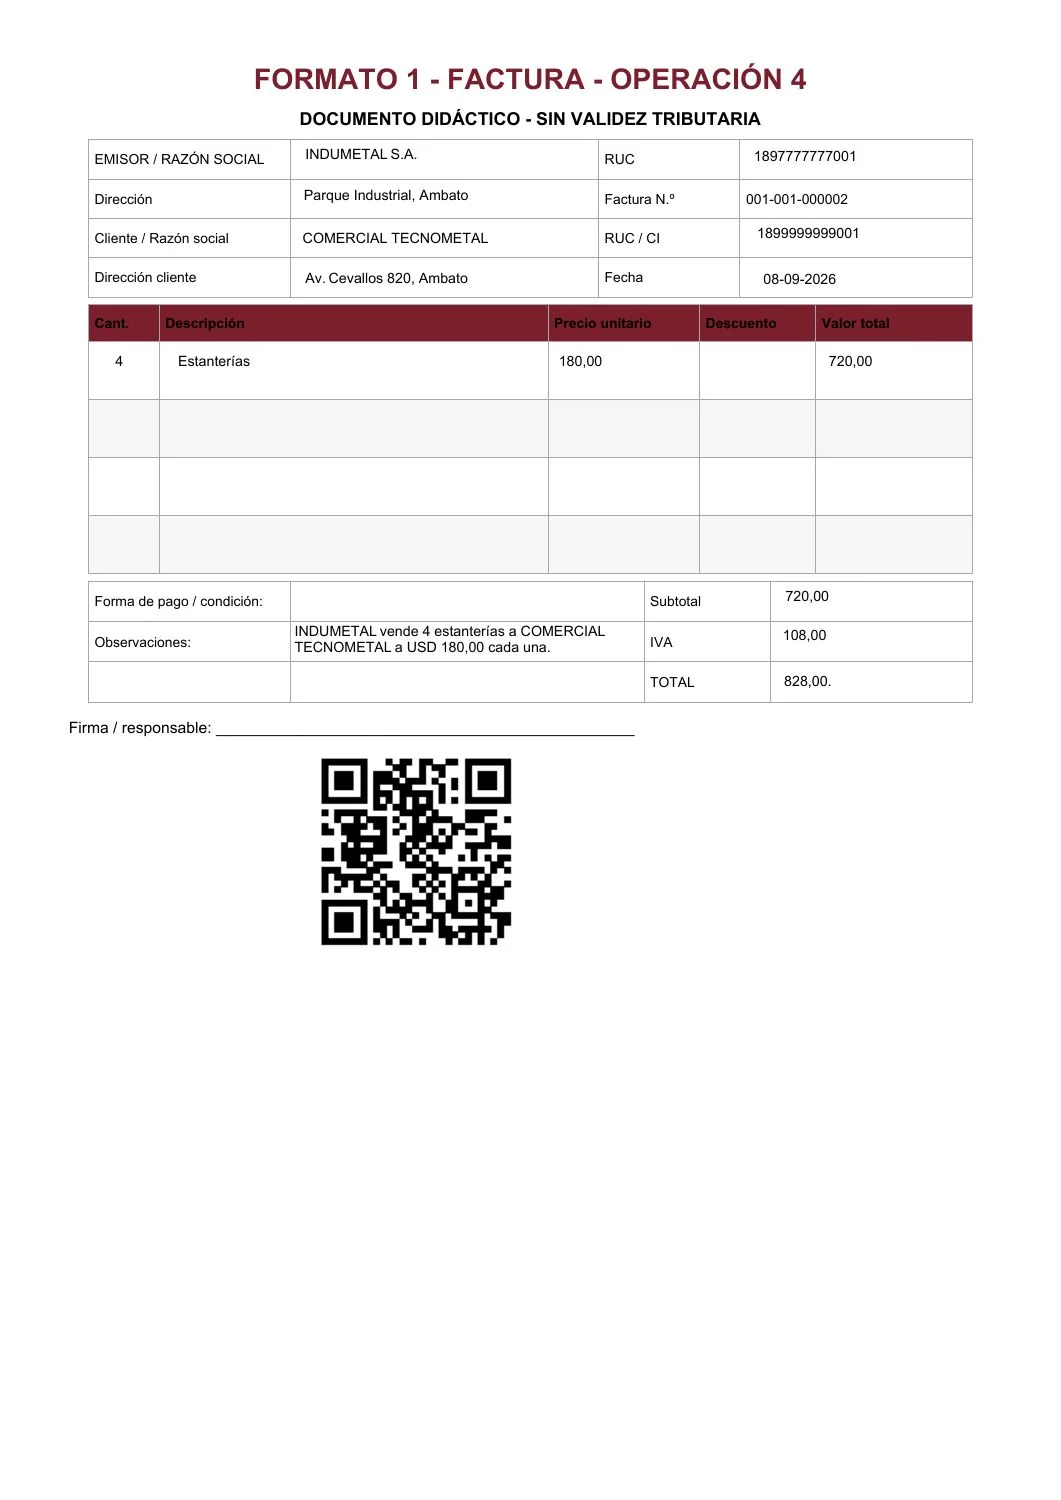 FORMATO 1 - FACTURA - OPERACIÓN 4
DOCUMENTO DIDÁCTICO - SIN VALIDEZ TRIBUTARIA
EMISOR / RAZÓN SOCIAL INDUMETAL S.A. RUC 1897777777001
Dirección Parque Industrial, Ambato Factura N.º 001-001-000002
Cliente / Razón social COMERCIAL TECNOMETAL RUC / CI 1899999999001
Dirección cliente Av. Cevallos 820, Ambato Fecha 08-09-2026
Cant. Descripción Precio unitario Descuento Valor total
4 Estanterías 180,00 720,00
Forma de pago / condición: Subtotal 720,00
Observaciones: INDUMETAL vende 4 estanterías a COMERCIAL
TECNOMETAL a USD 180,00 cada una. IVA 108,00
TOTAL 828,00.
Firma / responsable: ___________________________________________________